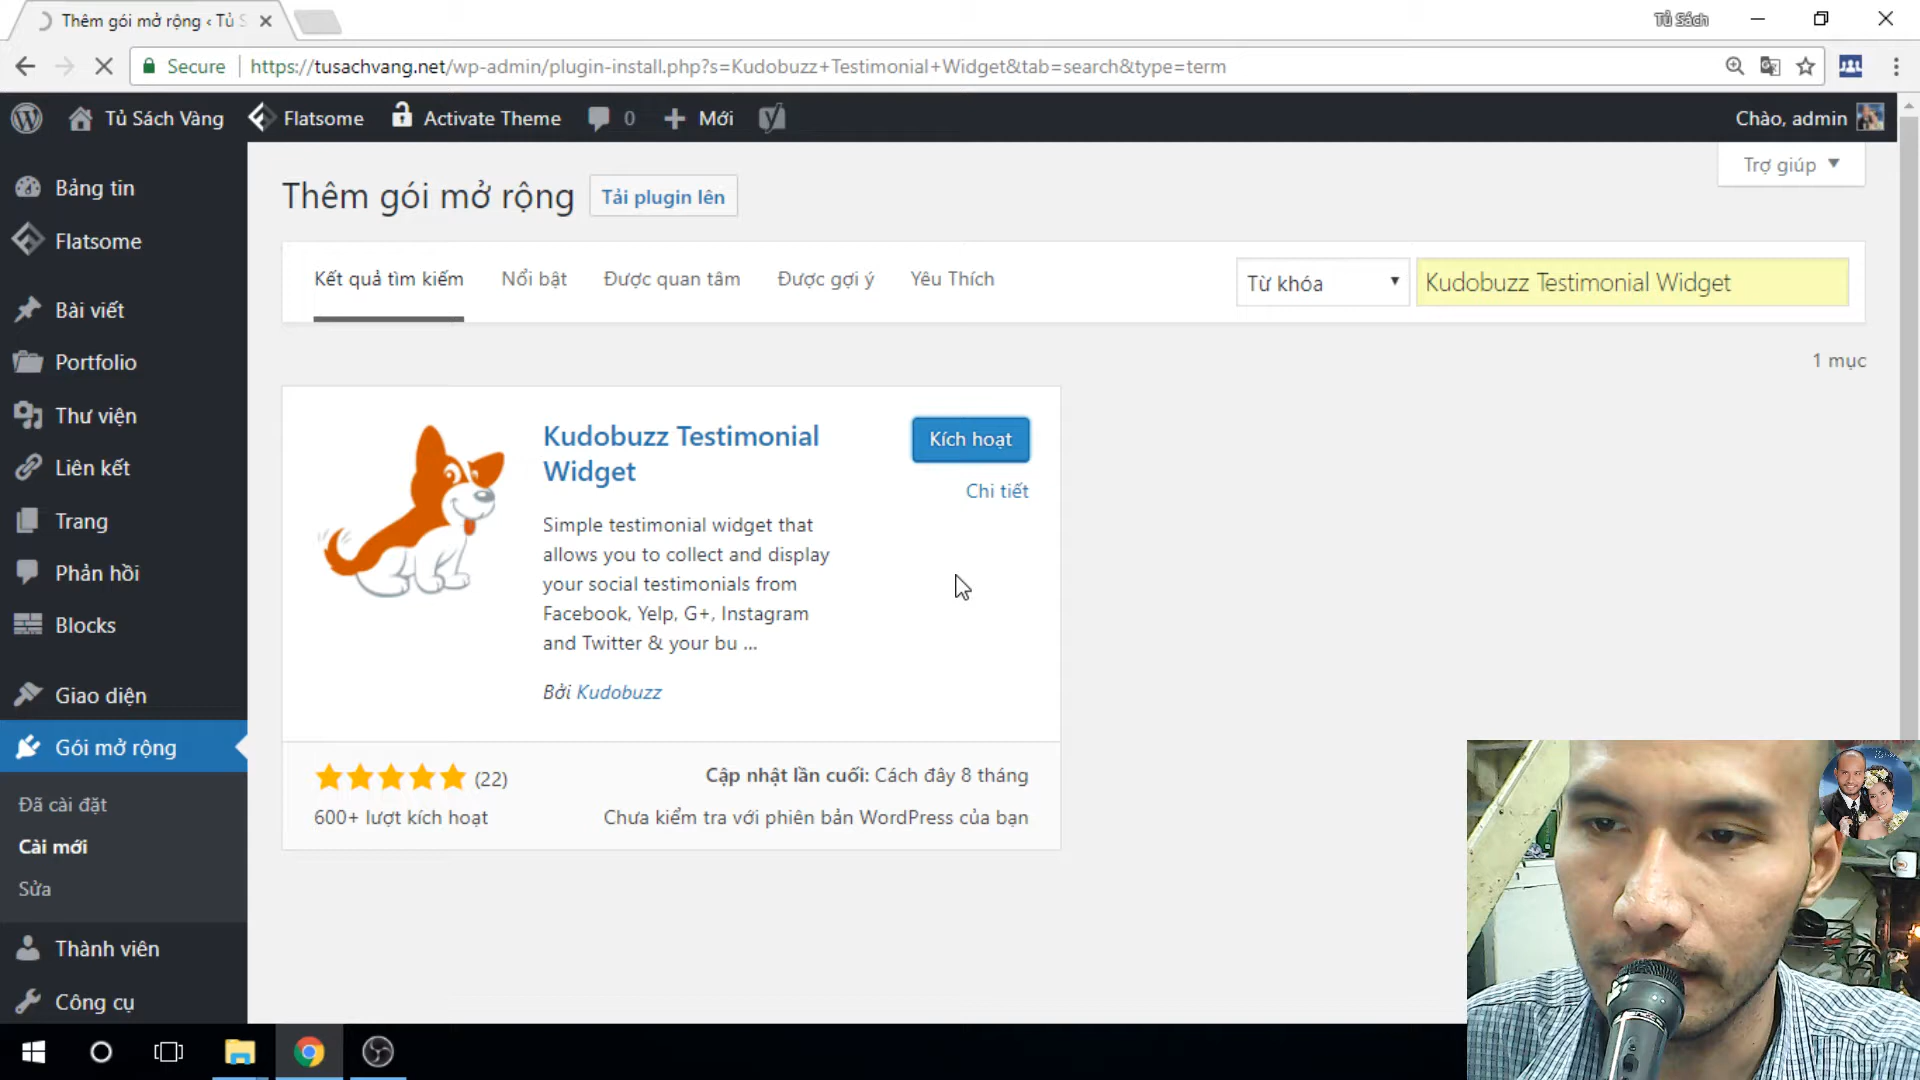 Thêm gói mở rộng ‹ Tủ S
Tủ Sách
Secure
https://tusachvang.net/wp-admin/plugin-install.php?s=Kudobuzz+Testimonial+Widget&tab=search&type=term
Tủ Sách Vàng
Flatsome
Activate Theme
0
Mới
Chào, admin
Trợ giúp
Bảng tin
Flatsome
Bài viết
Portfolio
Thư viện
Liên kết
Trang
Phản hồi
Blocks
Giao diện
Gói mở rộng
Đã cài đặt
Cài mới
Sửa
Thành viên
Công cụ
Thêm gói mở rộng
Tải plugin lên
Kết quả tìm kiếm
Nổi bật
Được quan tâm
Được gợi ý
Yêu Thích
Từ khóa
Kudobuzz Testimonial Widget
1 mục
Kudobuzz Testimonial
Widget
Kích hoạt
Chi tiết
Simple testimonial widget that
allows you to collect and display
your social testimonials from
Facebook, Yelp, G+, Instagram
and Twitter & your bu ...
Bởi Kudobuzz
(22)
Cập nhật lần cuối: Cách đây 8 tháng
600+ lượt kích hoạt
Chưa kiểm tra với phiên bản WordPress của bạn